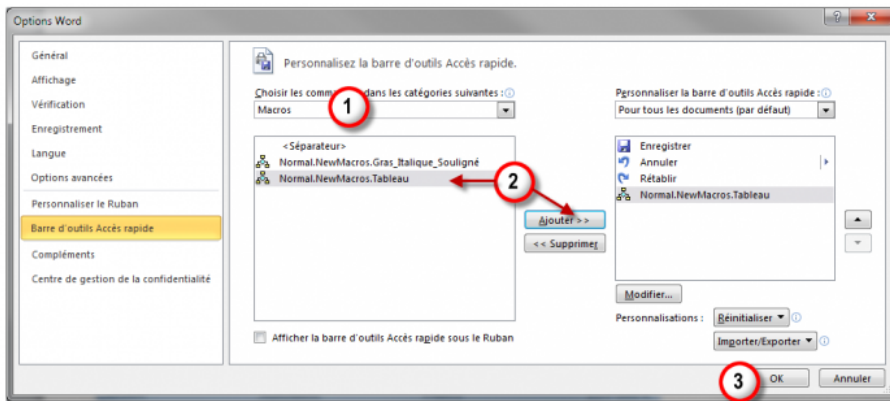 Options Word
Général
Affichage
Vérification
Enregistrement
Langue
Options avancées
Personnaliser le Ruban
Barre d'outils Accès rapide
Compléments
Centre de gestion de la confidentialité
Personnalisez la barre d'outils Accès rapide.
Choisir les comm dans les catégories suivantes :
1
Macros
<Séparateur>
Normal.NewMacros.Gras_Italique_Souligné
Normal.NewMacros.Tableau
2
Afficher la barre d'outils Accès rapide sous le Ruban
Ajouter >>
<< Supprimer
Personnaliser la barre d'outils Accès rapide :
Pour tous les documents (par défaut)
Enregistrer
Annuler
Rétablir
Normal.NewMacros.Tableau
Modifier...
Personnalisations : Réinitialiser
Importer/Exporter
3
OK Annuler